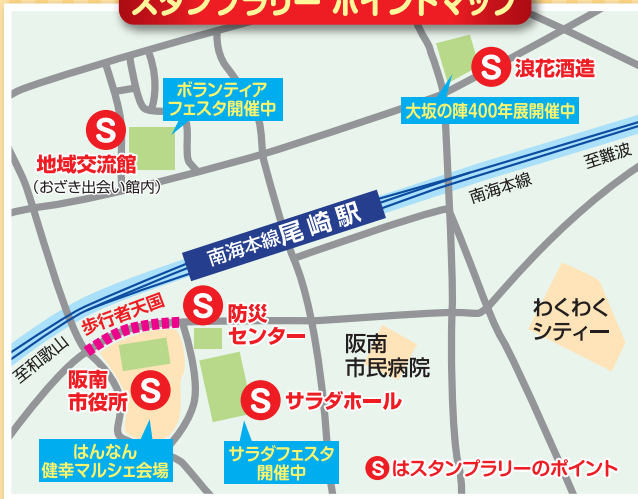 スタンプラリー ポイントマップ
ボランティア
フェスタ開催中
S
浪花酒造
大坂の陣400年展開催中
S
地域交流館
(おざき出会い館内)
南海本線
至難波
南海本線尾崎駅
歩行者天国
S
防災
センター
至和歌山
阪南
市民病院
わくわく
シティー
阪南
市役所
S
S
サラダホール
はんなん
健幸マルシェ会場
サラダフェスタ
開催中
Sはスタンプラリーのポイント